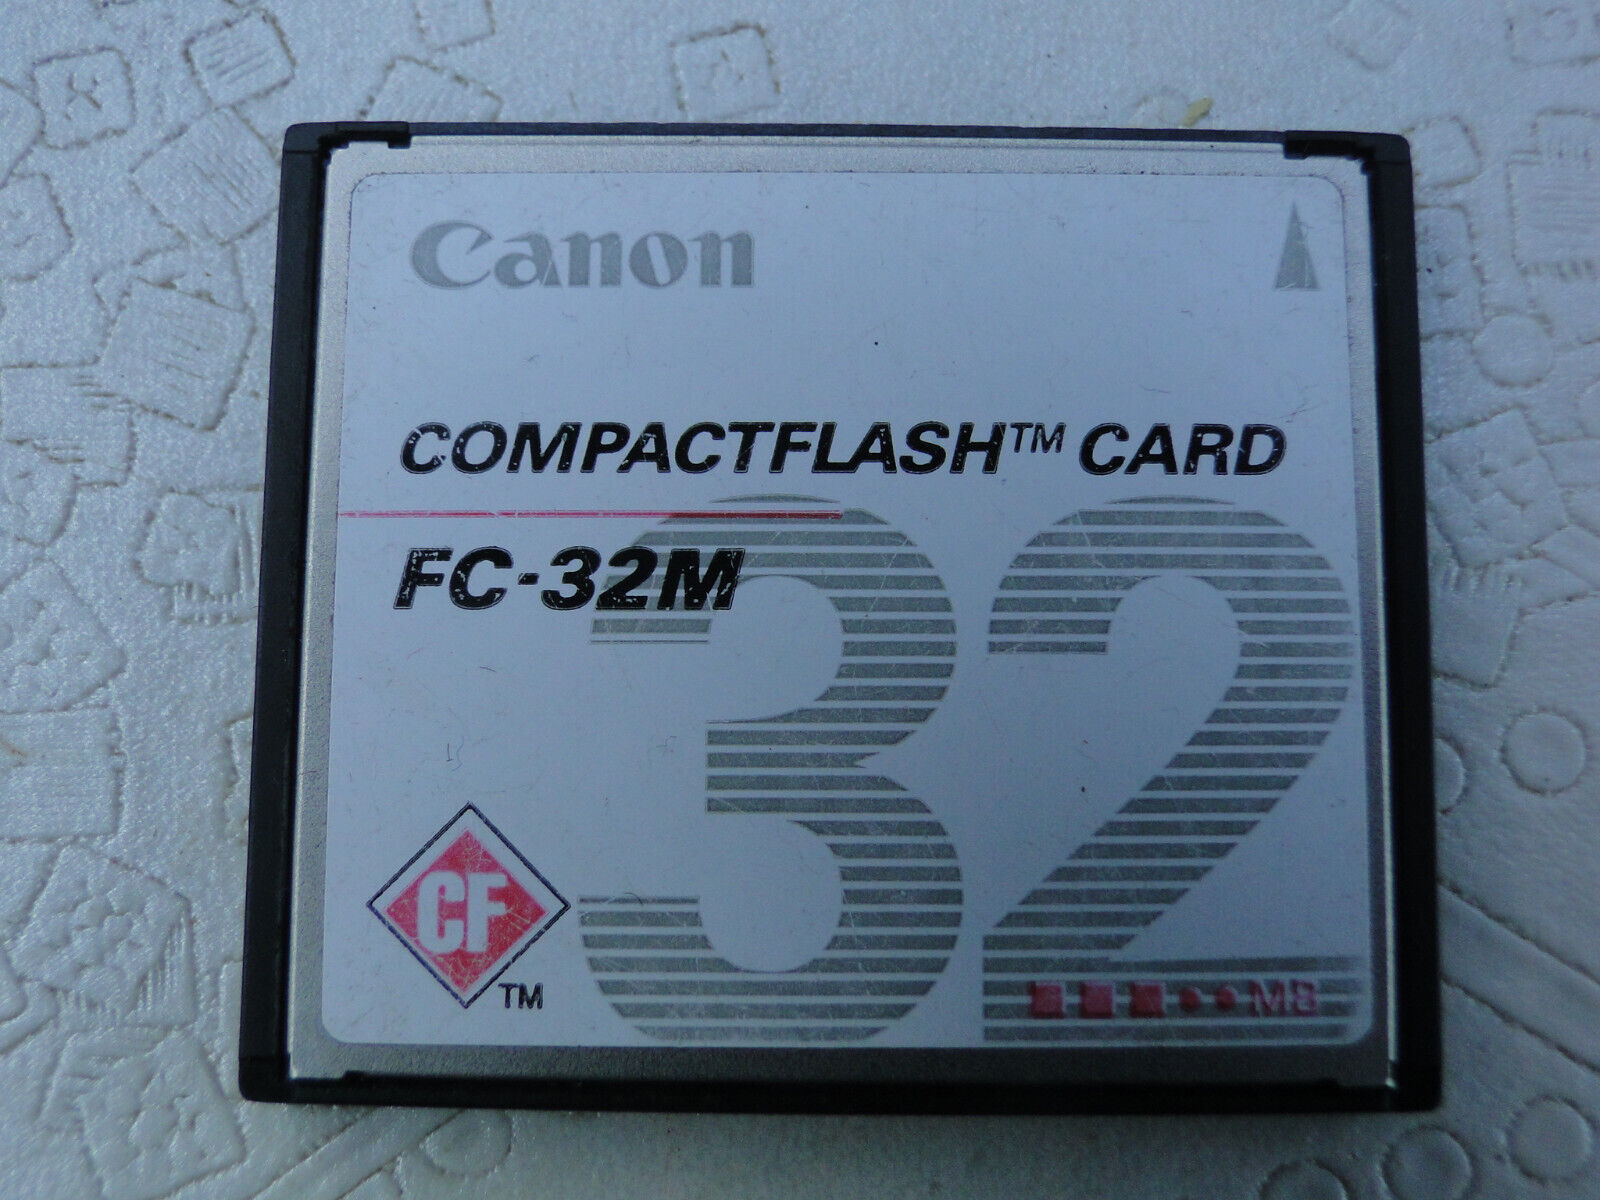 Canon
COMPACTFLASH™ CARD
FC-32M
32
CF
TM
MB